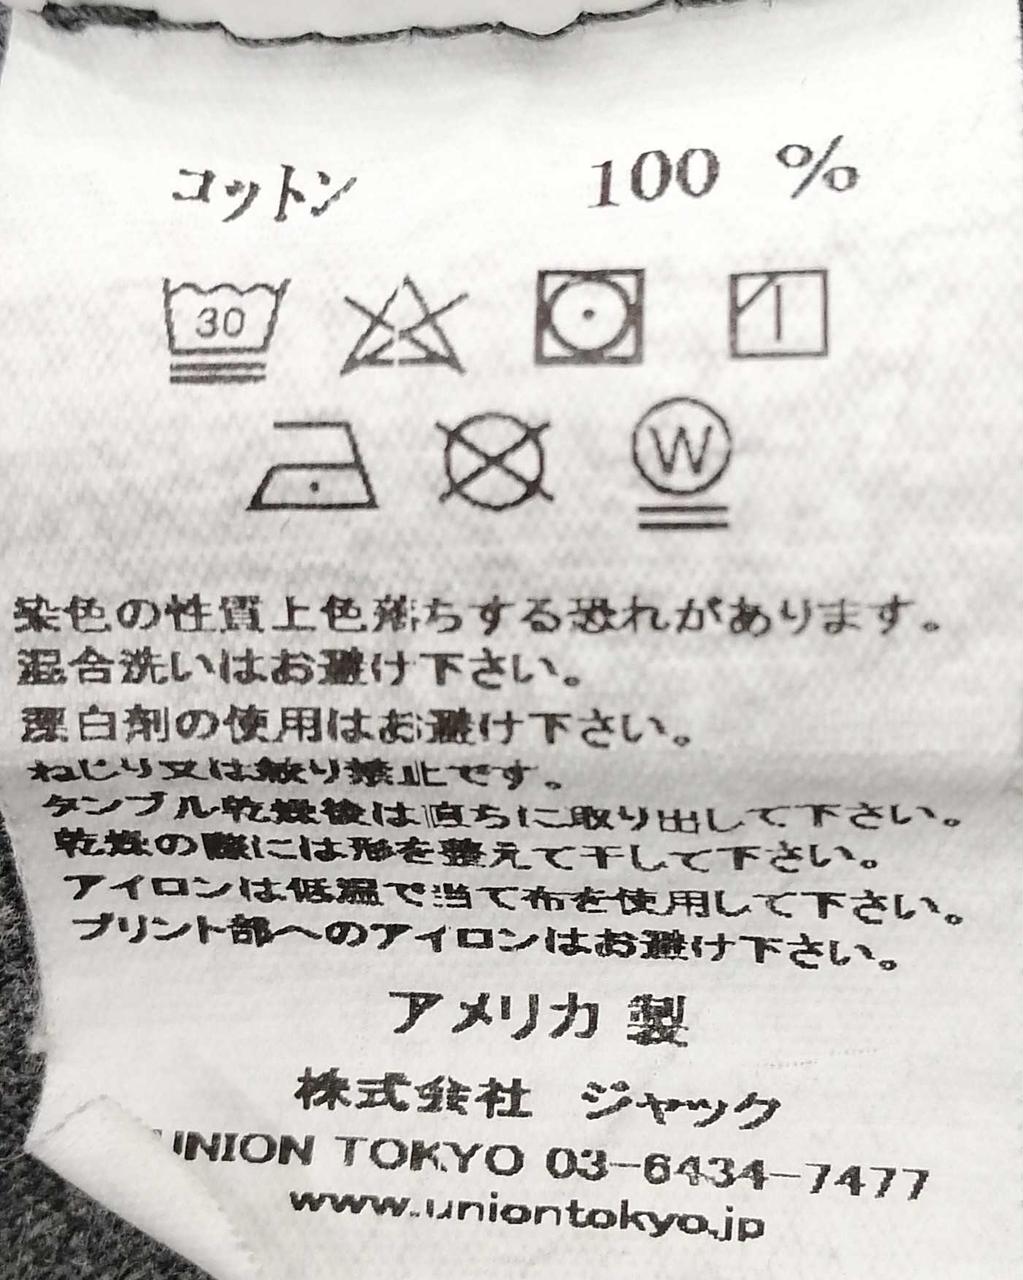 コットン 100 %
30
W
染色の性質上色落ちする恐れがあります。
混合洗いはお避け下さい。
漂白剤の使用はお避け下さい。
ねじり又は絞り禁止です。
タンブル乾燥後は直ちに取り出して下さい。
乾燥の際には形を整えて干して下さい。
アイロンは低温で当て布を使用して下さい。
プリント部へのアイロンはお避け下さい。
アメリカ 製
株式会社 ジャック
UNION TOKYO 03-6434-7477
www.uniontokyo.jp